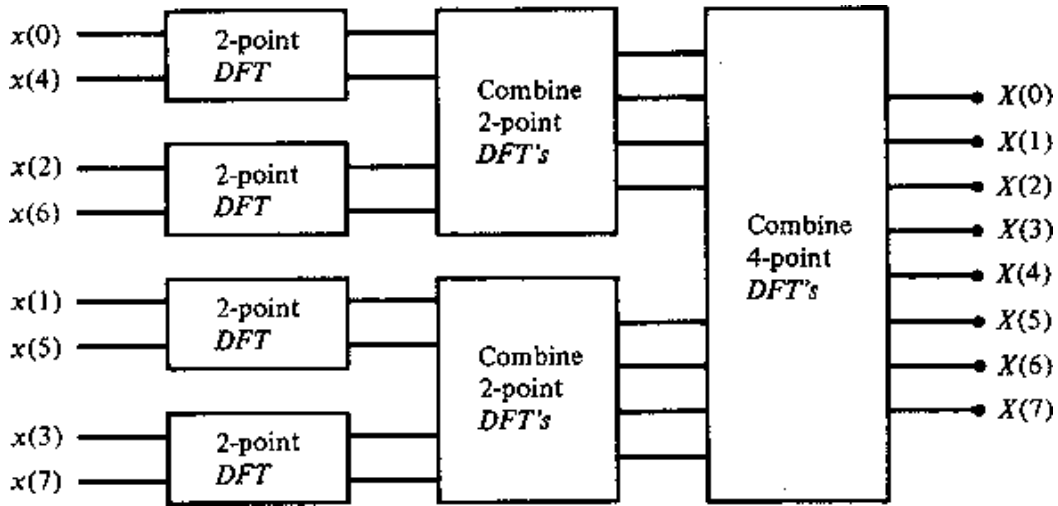 x(0)
x(4)
2-point
DFT
x(2)
x(6)
2-point
DFT
x(1)
x(5)
2-point
DFT
x(3)
x(7)
2-point
DFT
Combine
2-point
DFT's
Combine
2-point
DFT's
Combine
4-point
DFT's
X(0)
X(1)
X(2)
X(3)
X(4)
X(5)
X(6)
X(7)